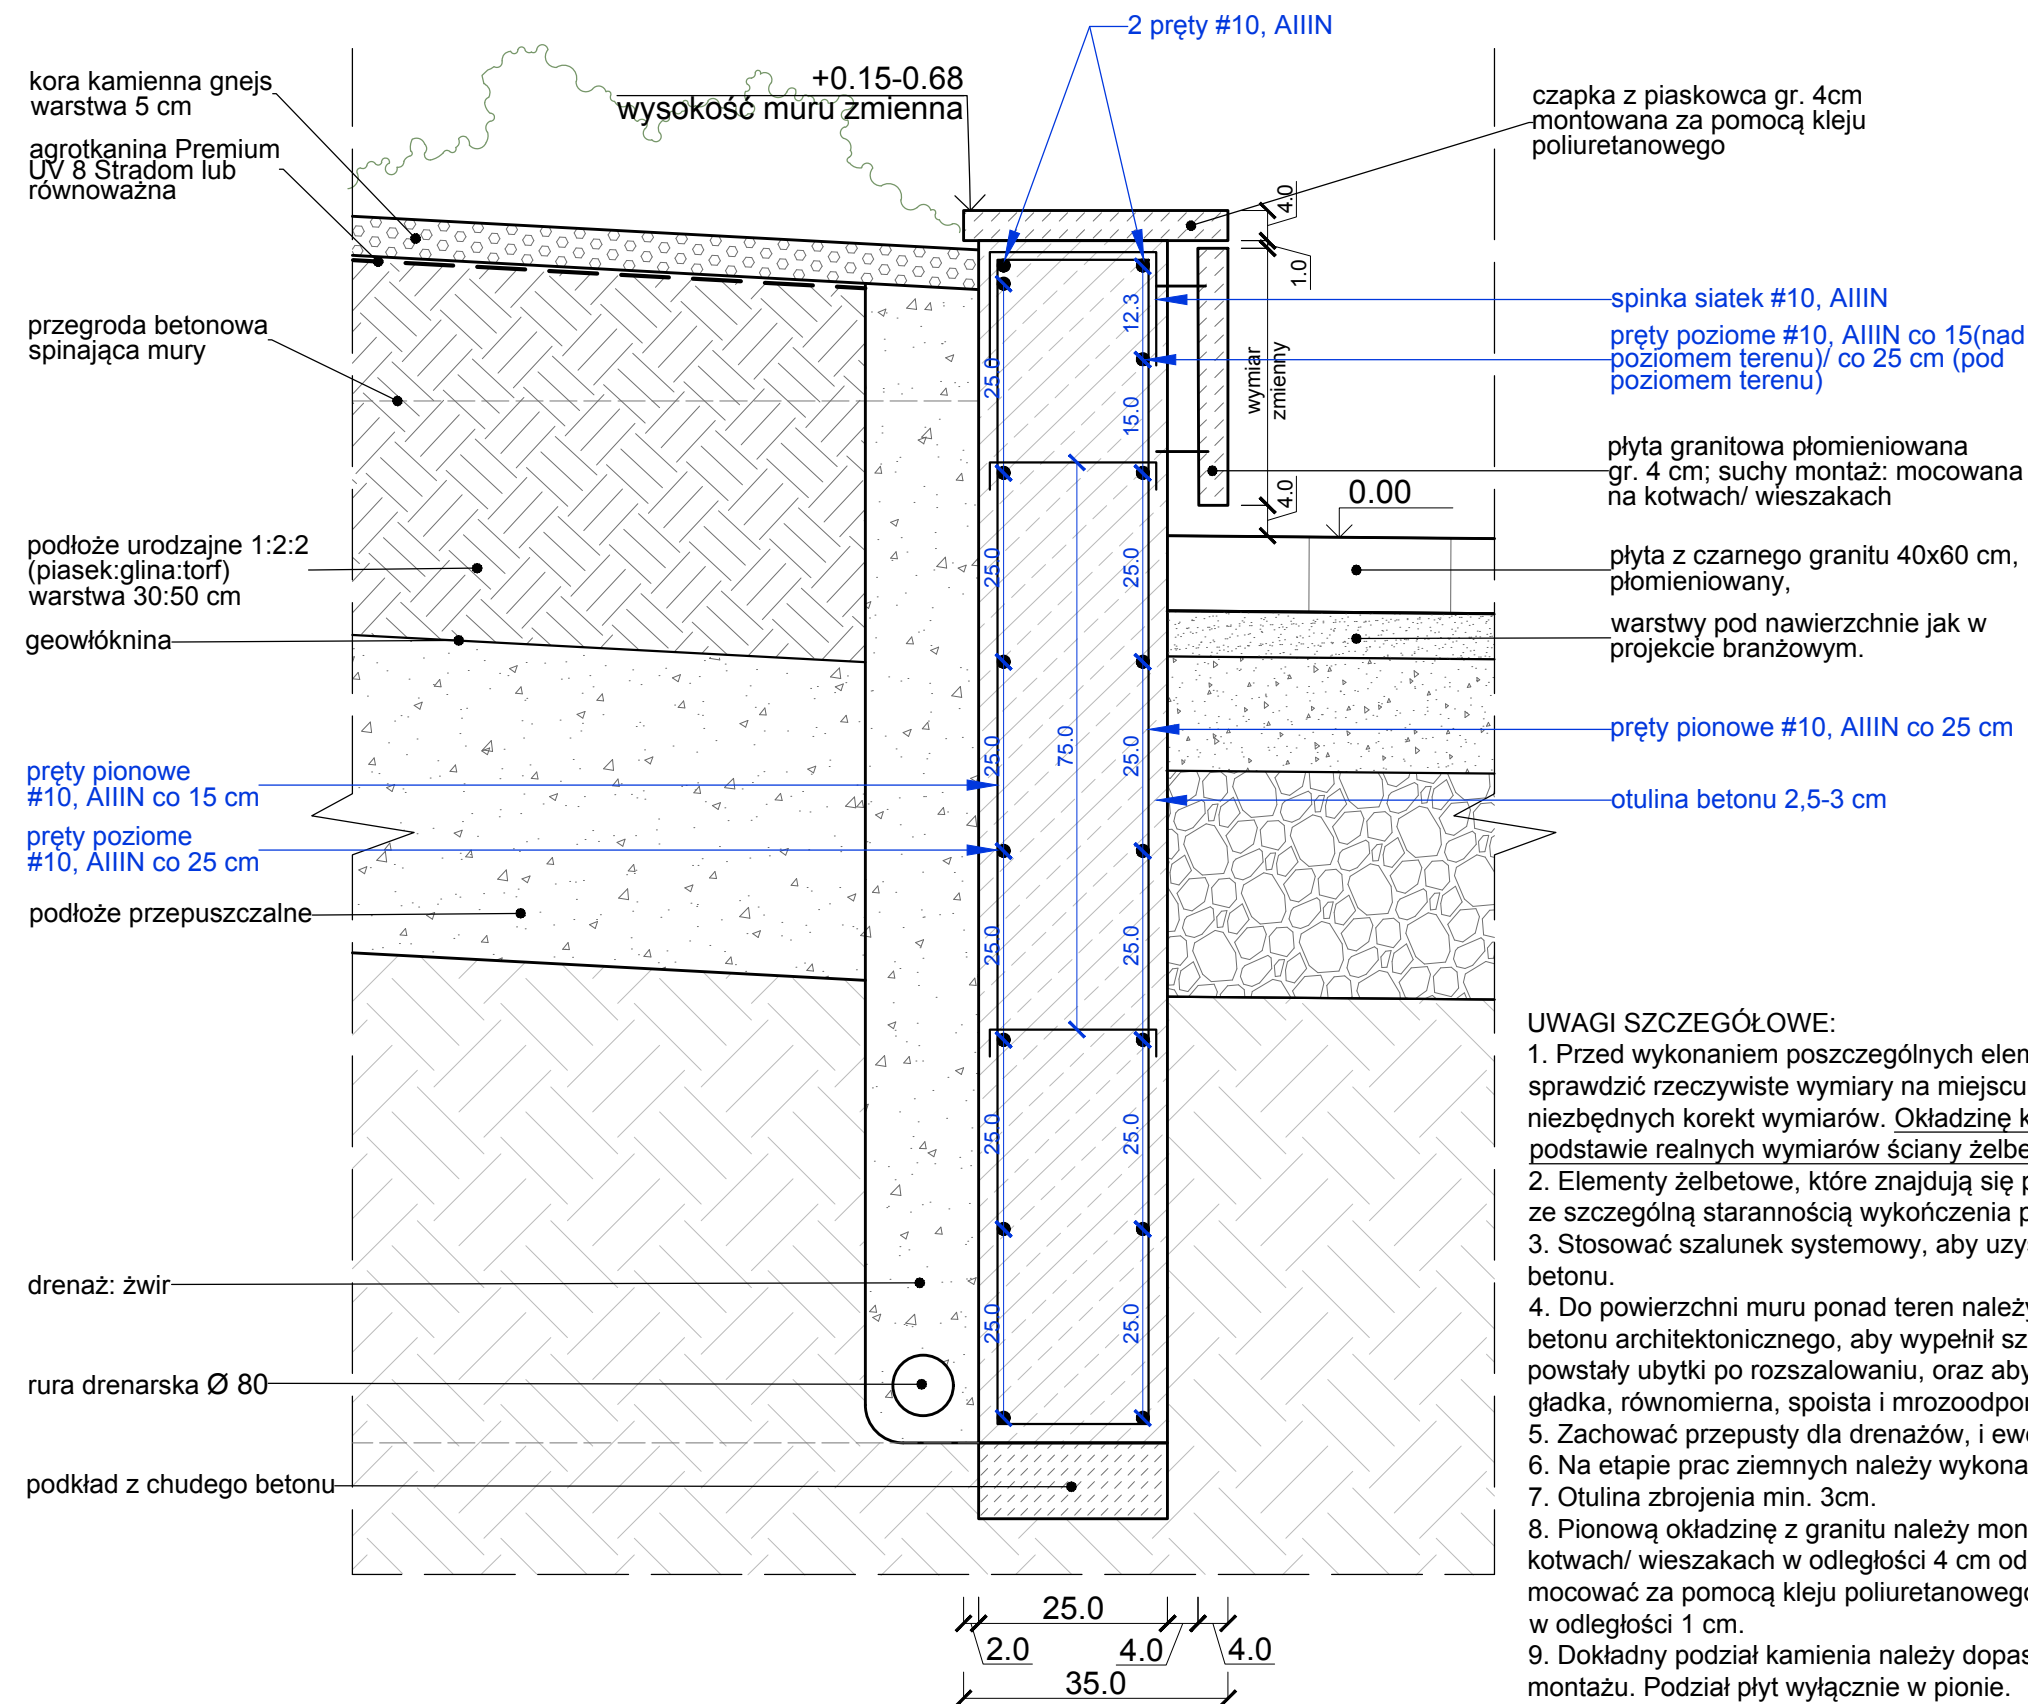 2 pręty #10, AIIIN
+0.15-0.68
wysokość muru zmienna
kora kamienna gnejs
warstwa 5 cm
agrotkanina Premium
UV 8 Stradom lub
równoważna
przegroda betonowa
spinająca mury
podłoże urodzajne 1:2:2
(piasek:glina:torf)
warstwa 30:50 cm
geowłóknina
pręty pionowe
#10, AIIIN co 15 cm
pręty poziome
#10, AIIIN co 25 cm
podłoże przepuszczalne
drenaż: żwir
rura drenarska Ø 80
podkład z chudego betonu
25.0
25.0
25.0
25.0
25.0
25.0
12.3
15.0
25.0
25.0
25.0
25.0
25.0
75.0
4.0
1.0
wymiar
zmienny
4.0
0.00
czapka z piaskowca gr. 4cm
montowana za pomocą kleju
poliuretanowego
spinka siatek #10, AIIIN
pręty poziome #10, AIIIN co 15(nad
poziomem terenu)/ co 25 cm (pod
poziomem terenu)
płyta granitowa płomieniowana
gr. 4 cm; suchy montaż: mocowana
na kotwach/ wieszakach
płyta z czarnego granitu 40x60 cm,
płomieniowany,
warstwy pod nawierzchnie jak w
projekcie branżowym.
pręty pionowe #10, AIIIN co 25 cm
otulina betonu 2,5-3 cm
UWAGI SZCZEGÓŁOWE:
1. Przed wykonaniem poszczególnych elem
sprawdzić rzeczywiste wymiary na miejscu
niezbędnych korekt wymiarów. Okładzinę k
podstawie realnych wymiarów ściany żelbe
2. Elementy żelbetowe, które znajdują się p
ze szczególną starannością wykończenia p
3. Stosować szalunek systemowy, aby uzys
betonu.
4. Do powierzchni muru ponad teren należy
betonu architektonicznego, aby wypełnił sz
powstały ubytki po rozszalowaniu, oraz aby
gładka, równomierna, spoista i mrozoodpor
5. Zachować przepusty dla drenażów, i ewe
6. Na etapie prac ziemnych należy wykona
7. Otulina zbrojenia min. 3cm.
8. Pionową okładzinę z granitu należy mon
kotwach/ wieszakach w odległości 4 cm od
mocować za pomocą kleju poliuretanowego
w odległości 1 cm.
9. Dokładny podział kamienia należy dopas
montażu. Podział płyt wyłącznie w pionie.
25.0
2.0
4.0
4.0
35.0